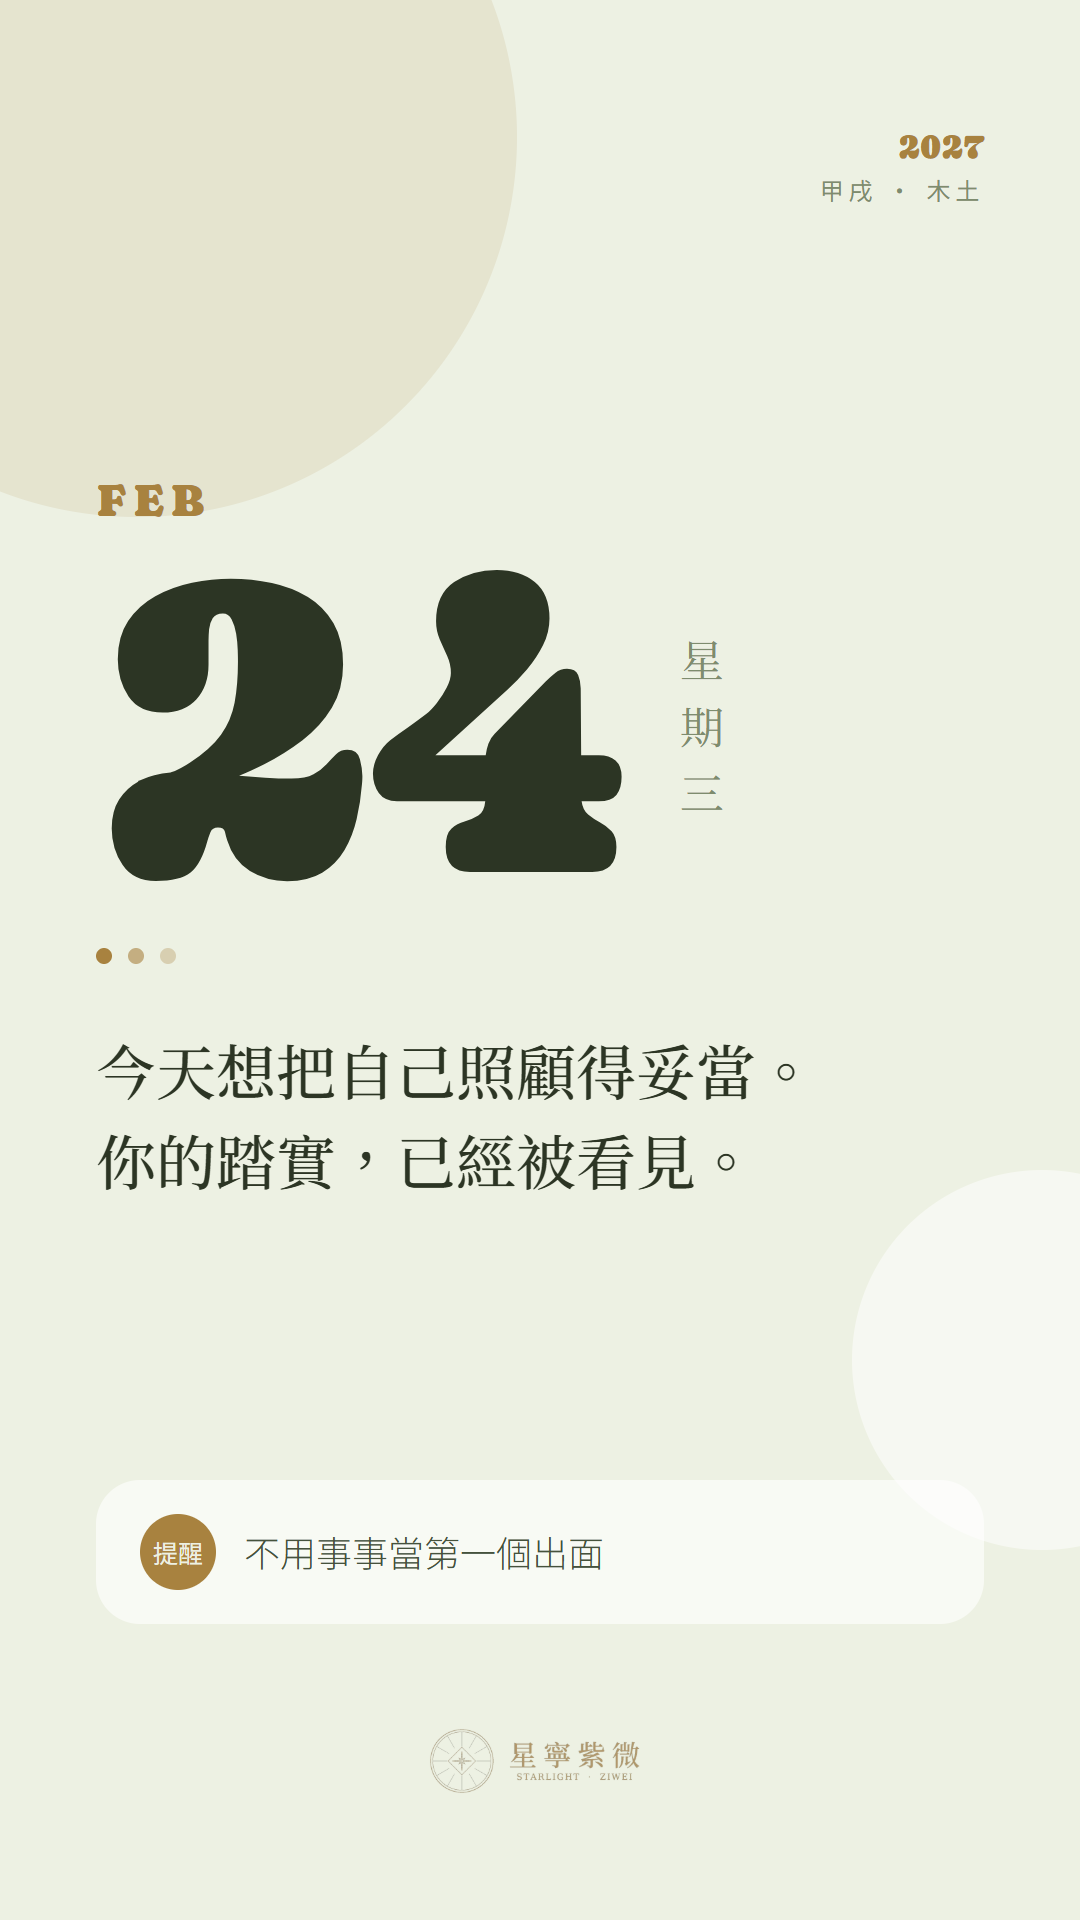 2027
甲戌 · 木土
FEB
24
星期三
今天想把自己照顧得妥當。
你的踏實，已經被看見。
提醒
不用事事當第一個出面
星寧紫微
STARLIGHT · ZIWEI